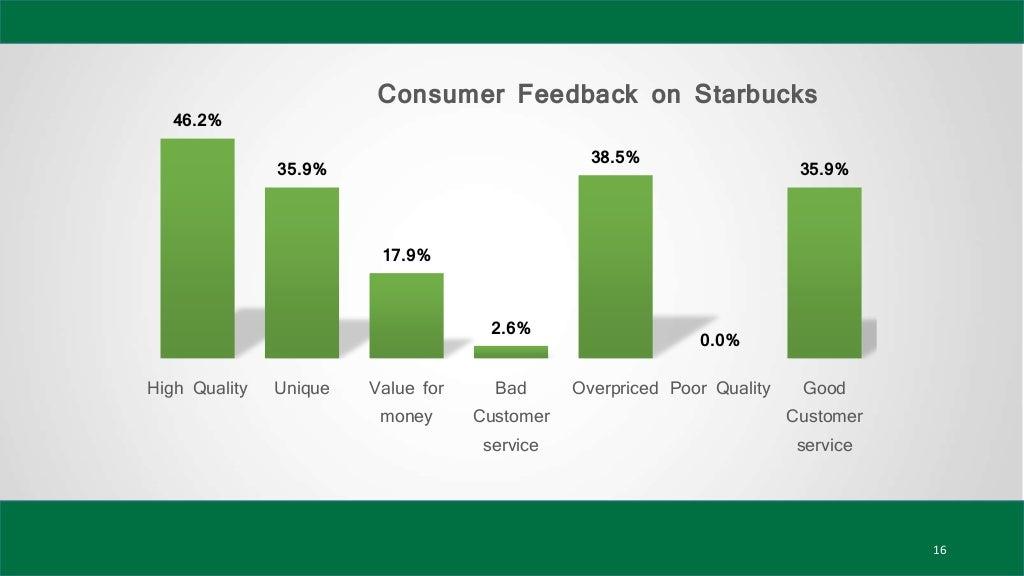 Consumer Feedback on Starbucks
46.2%
35.9%
17.9%
2.6%
38.5%
0.0%
35.9%
High Quality
Unique
Value for
money
Bad
Customer
service
Overpriced
Poor Quality
Good
Customer
service
16